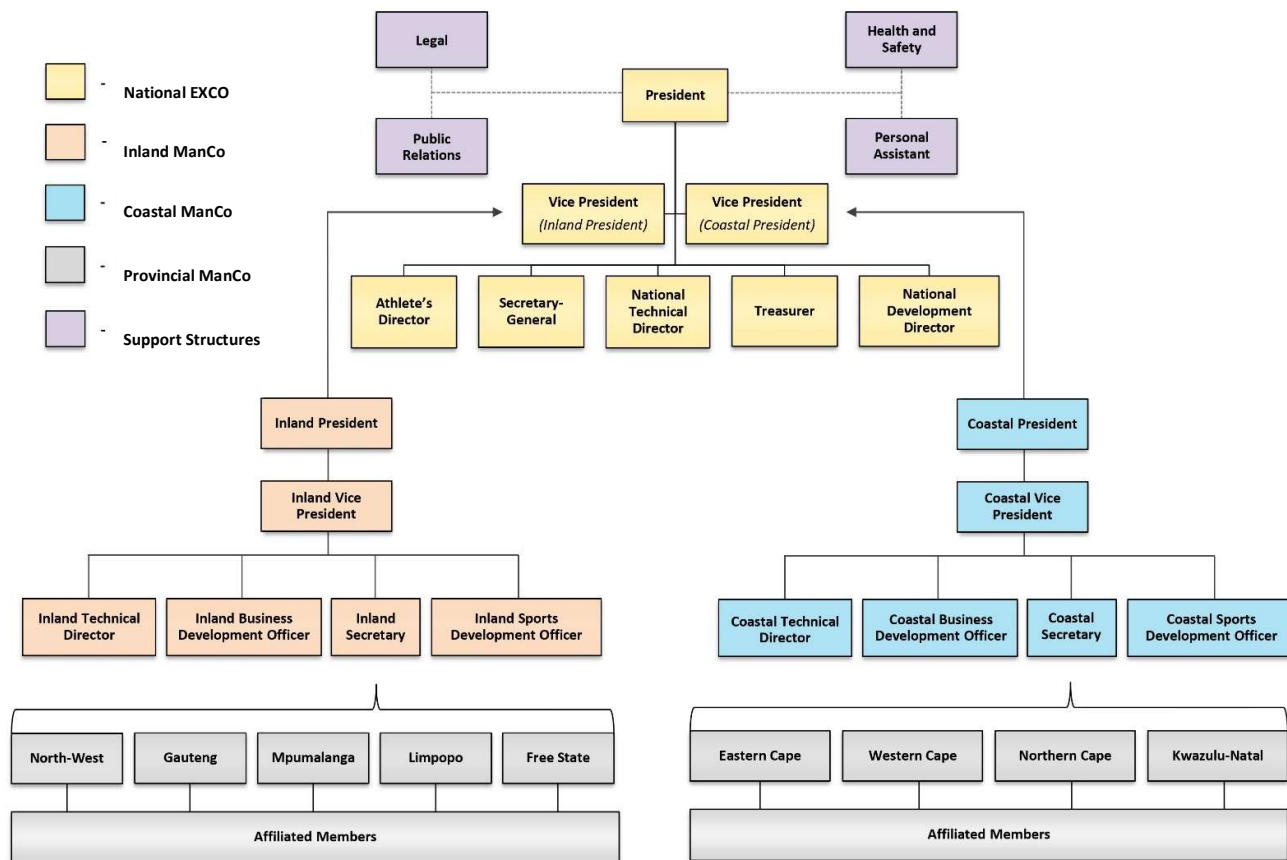 Legal
Health and
Safety
President
Public
Relations
Personal
Assistant
- National EXCO
- Inland ManCo
- Coastal ManCo
- Provincial ManCo
- Support Structures
Vice President
(Inland President)
Vice President
(Coastal President)
Athlete's
Director
Secretary-
General
National
Technical
Director
Treasurer
National
Development
Director
Inland President
Inland Vice
President
Inland Technical
Director
Inland Business
Development Officer
Inland
Secretary
Inland Sports
Development Officer
North-West
Gauteng
Mpumalanga
Limpopo
Free State
Affiliated Members
Coastal President
Coastal Vice
President
Coastal Technical
Director
Coastal Business
Development Officer
Coastal
Secretary
Coastal Sports
Development Officer
Eastern Cape
Western Cape
Northern Cape
Kwazulu-Natal
Affiliated Members